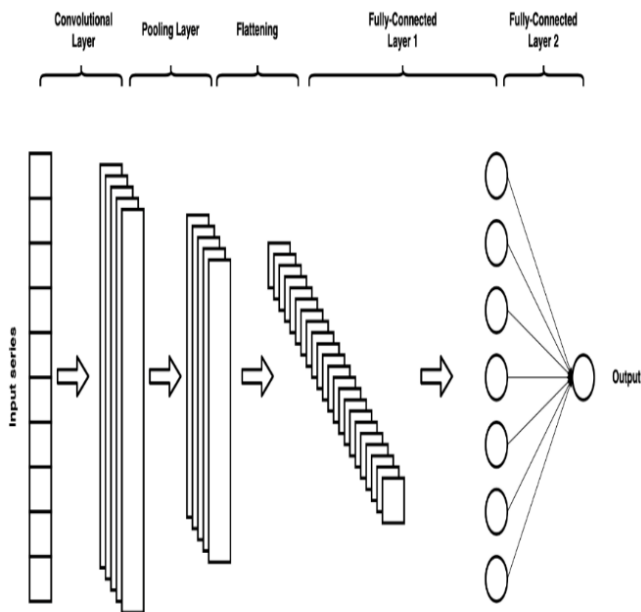 Convolutional
Layer
Pooling Layer
Flattening
Fully-Connected
Layer 1
Fully-Connected
Layer 2
Input series
Output